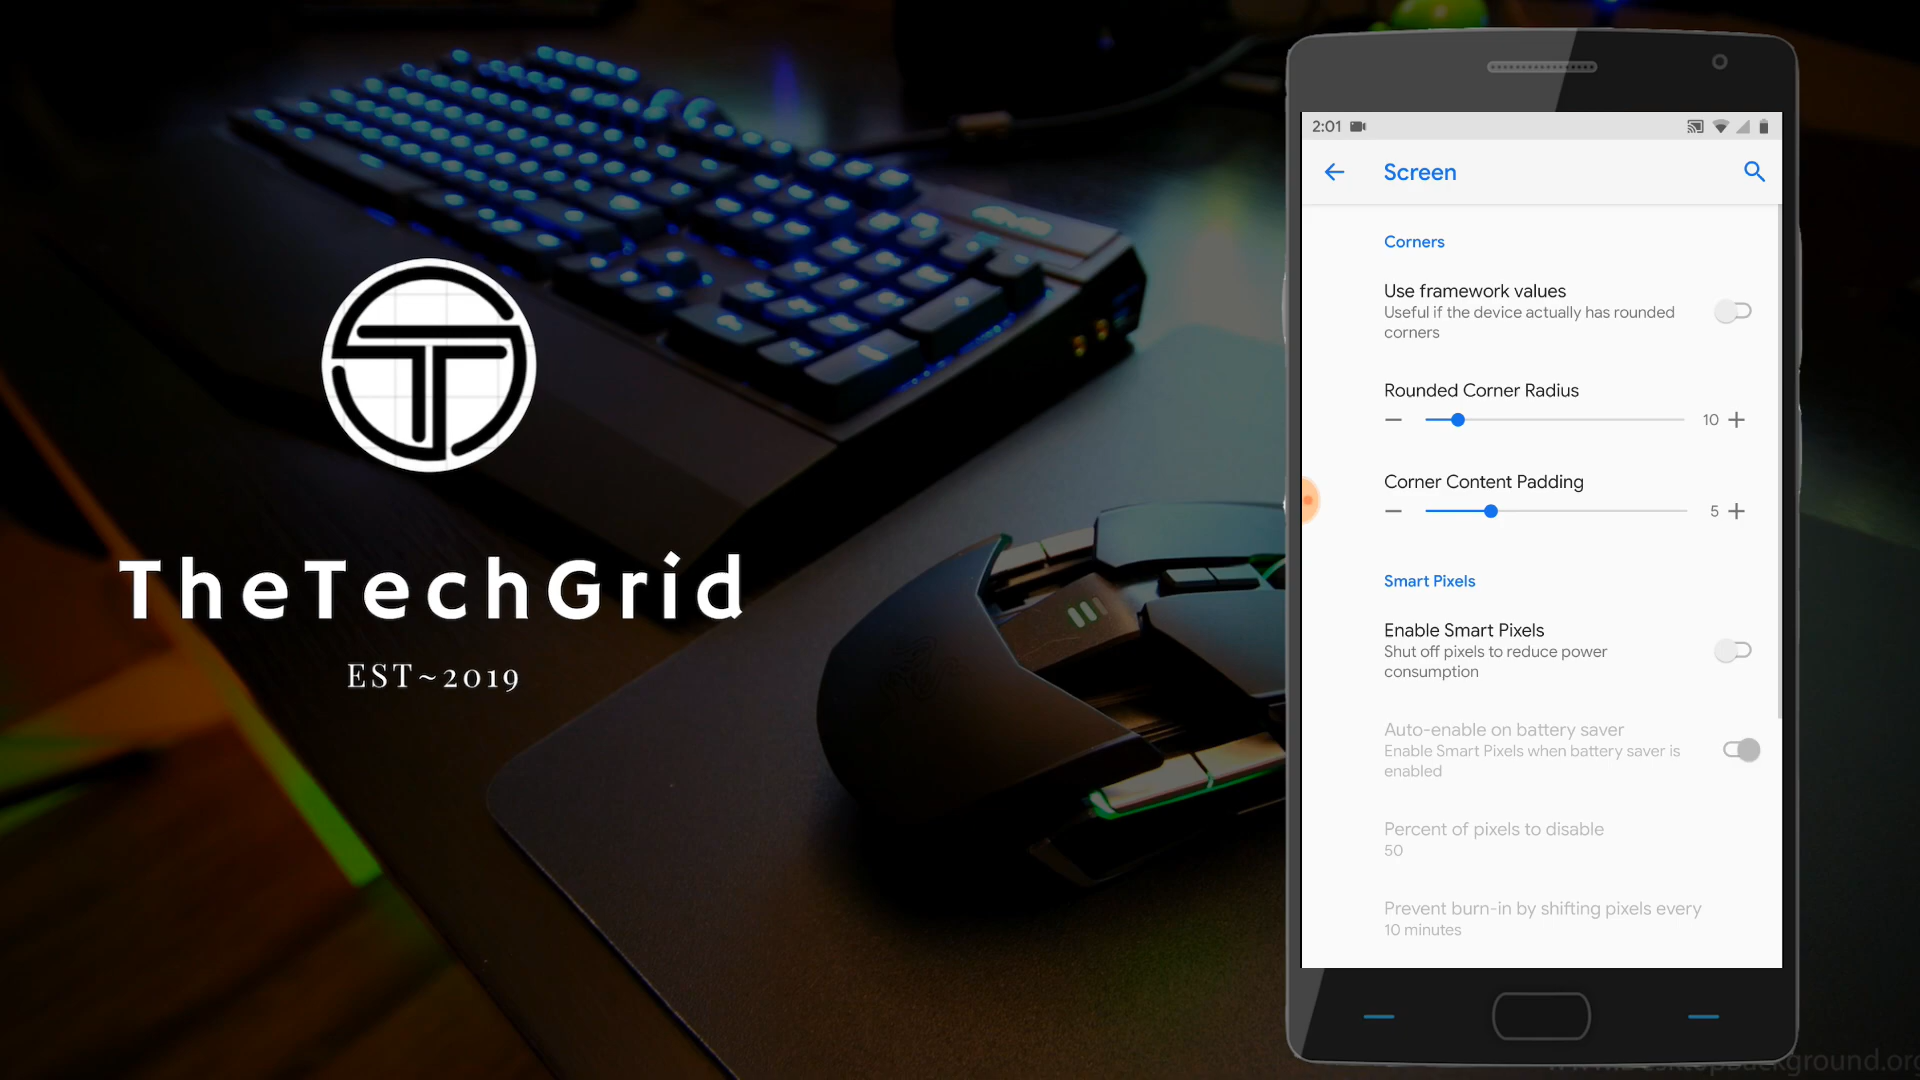 TheTechGrid
EST~2019
2:01
Screen
Corners
Use framework values
Useful if the device actually has rounded
corners
Rounded Corner Radius
10
Corner Content Padding
5
Smart Pixels
Enable Smart Pixels
Shut off pixels to reduce power
consumption
Auto-enable on battery saver
Enable Smart Pixels when battery saver is
enabled
Percent of pixels to disable
50
Prevent burn-in by shifting pixels every
10 minutes